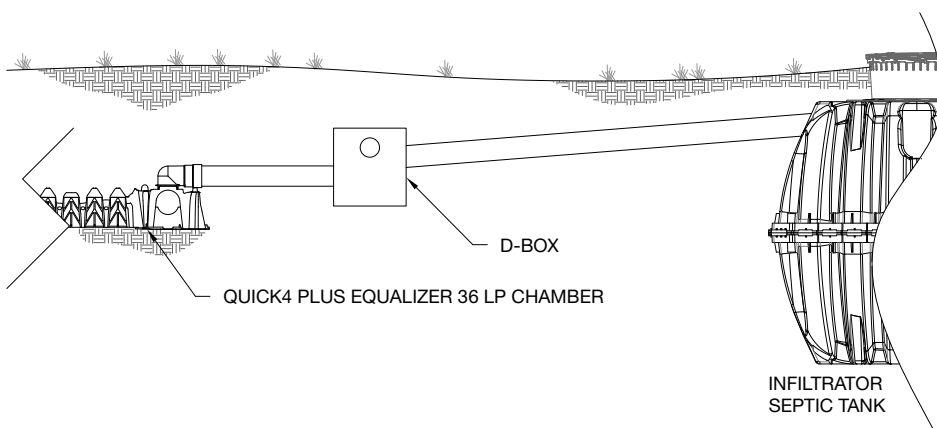 D-BOX
QUICK4 PLUS EQUALIZER 36 LP CHAMBER
INFILTRATOR
SEPTIC TANK